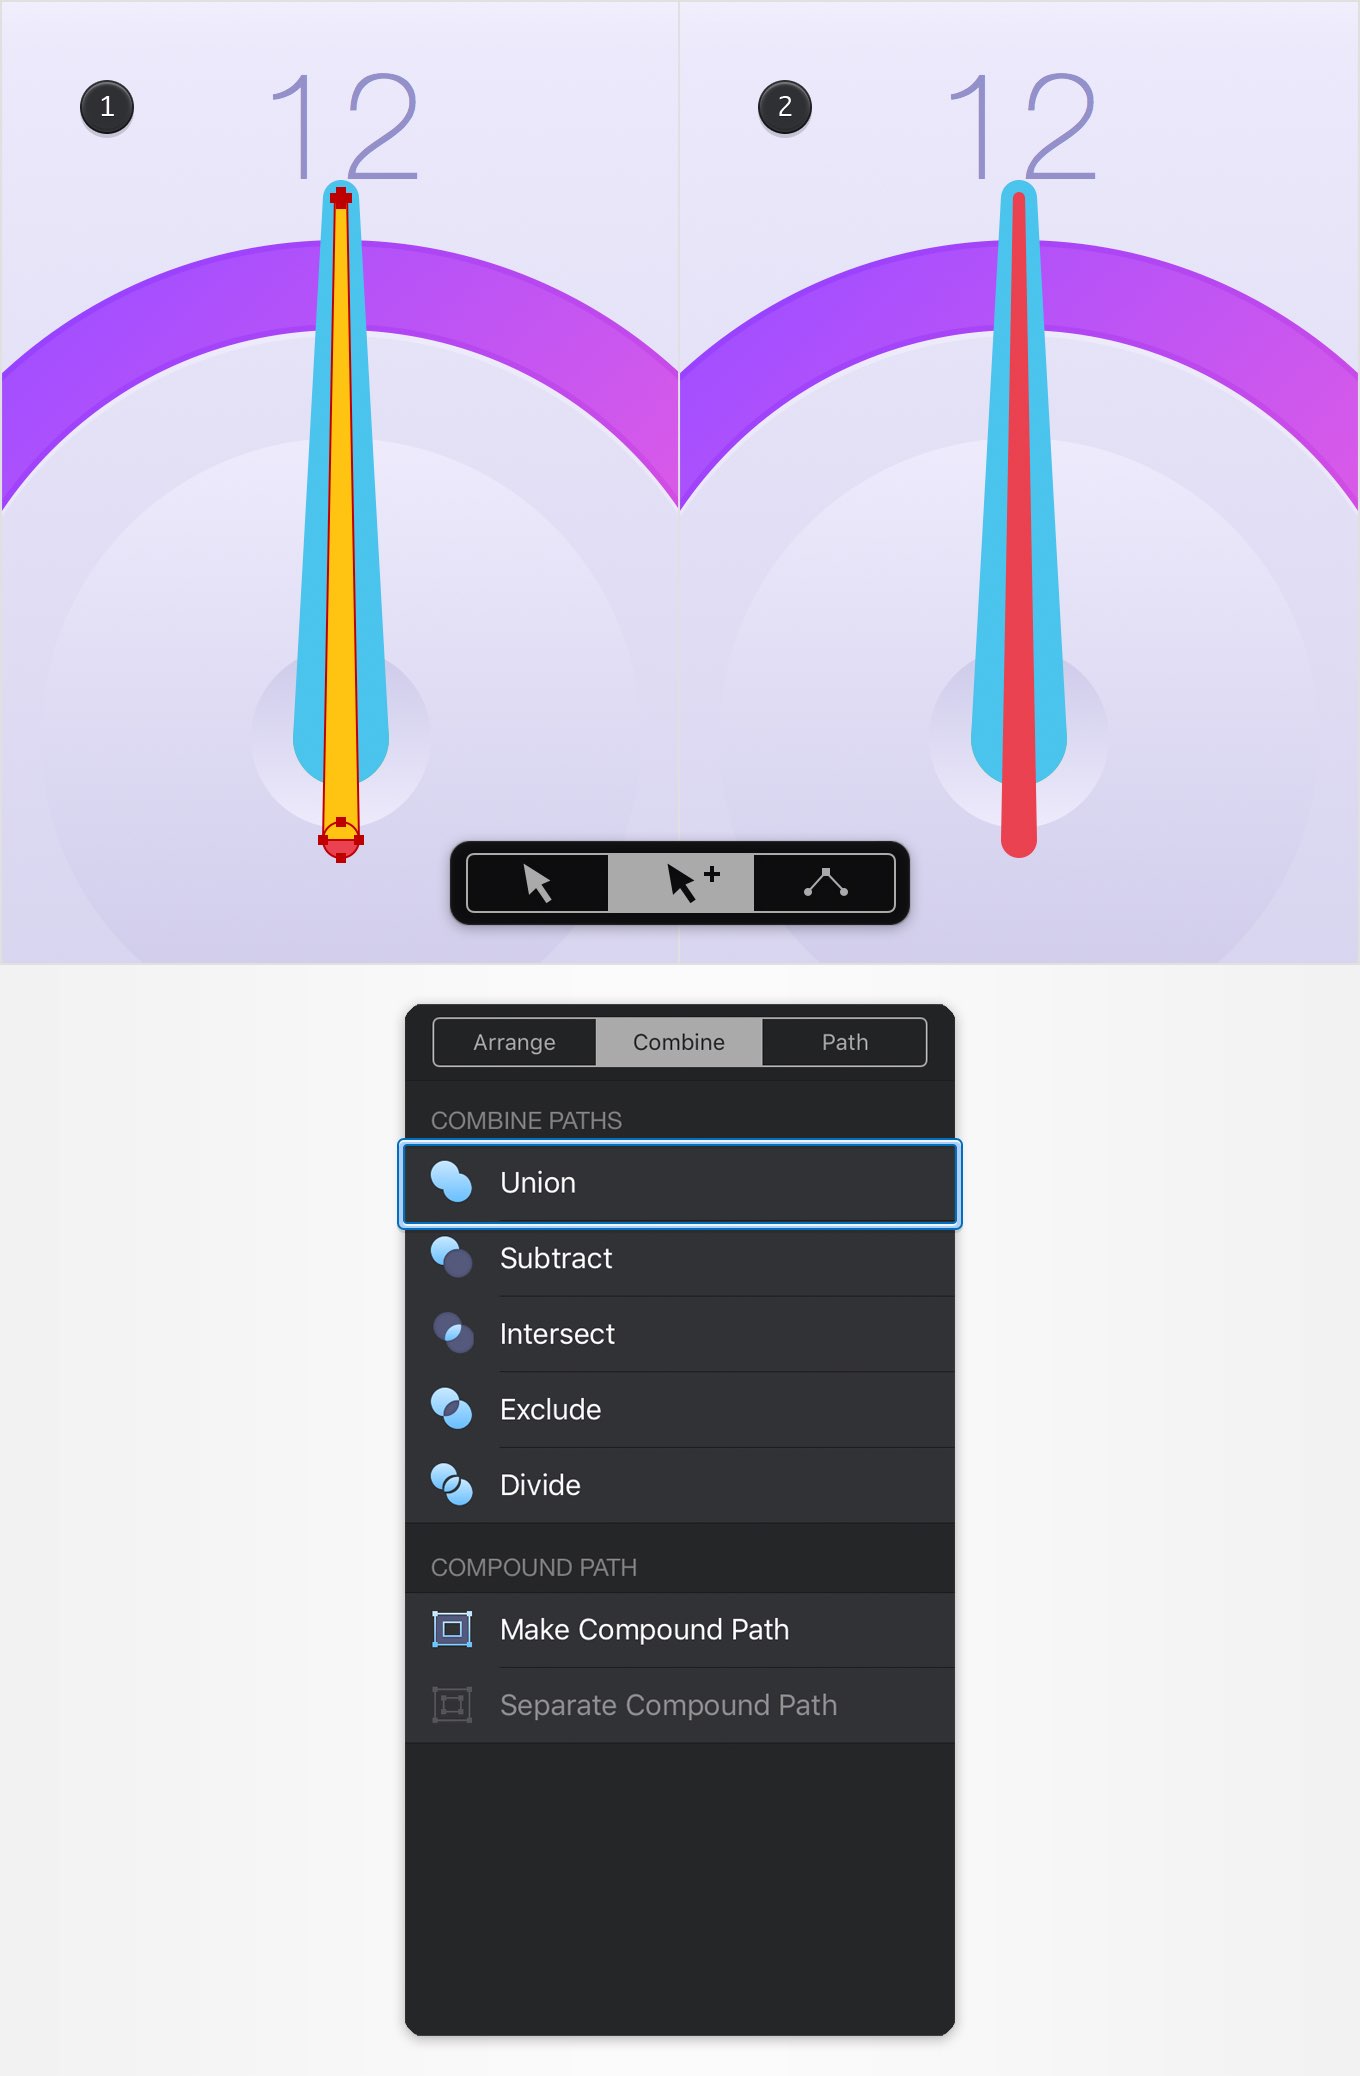 1
12
2
12
Arrange
Combine
Path
COMBINE PATHS
Union
Subtract
Intersect
Exclude
Divide
COMPOUND PATH
Make Compound Path
Separate Compound Path